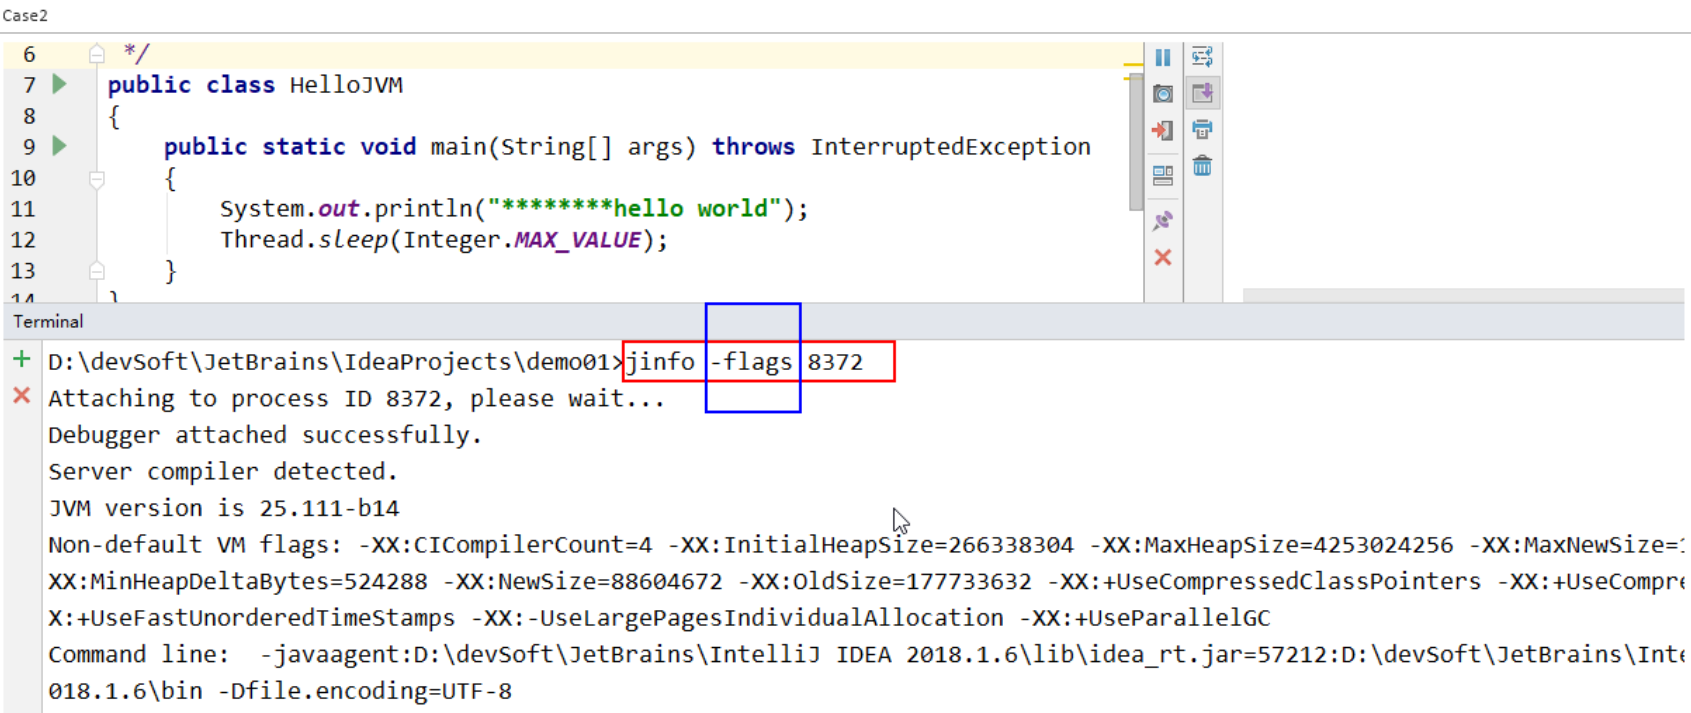 Case2
6 */
7 public class HelloJVM
8 {
9 public static void main(String[] args) throws InterruptedException
10 {
11 System.out.println("********hello world");
12 Thread.sleep(Integer.MAX_VALUE);
13 }
14 }
Terminal
D:\devSoft\JetBrains\IdeaProjects\demo01>jinfo -flags 8372
Attaching to process ID 8372, please wait...
Debugger attached successfully.
Server compiler detected.
JVM version is 25.111-b14
Non-default VM flags: -XX:CICompilerCount=4 -XX:InitialHeapSize=266338304 -XX:MaxHeapSize=4253024256 -XX:MaxNewSize=1
XX:MinHeapDeltaBytes=524288 -XX:NewSize=88604672 -XX:OldSize=177733632 -XX:+UseCompressedClassPointers -XX:+UseCompre
X:+UseFastUnorderedTimeStamps -XX:-UseLargePagesIndividualAllocation -XX:+UseParallelGC
Command line:  -javaagent:D:\devSoft\JetBrains\IntelliJ IDEA 2018.1.6\lib\idea_rt.jar=57212:D:\devSoft\JetBrains\Inte
018.1.6\bin -Dfile.encoding=UTF-8